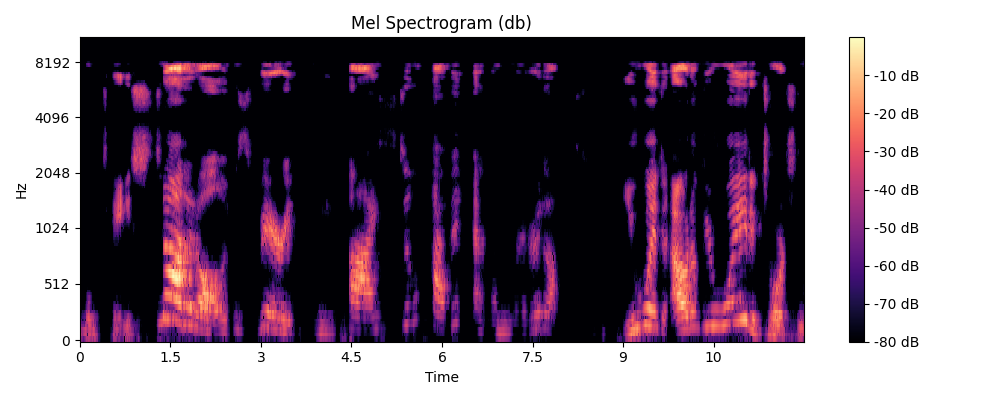 Mel Spectrogram (db)
8192
4096
2048
1024
512
0
Hz
0 1.5 3 4.5 6 7.5 9 10
Time
-10 dB
-20 dB
-30 dB
-40 dB
-50 dB
-60 dB
-70 dB
-80 dB